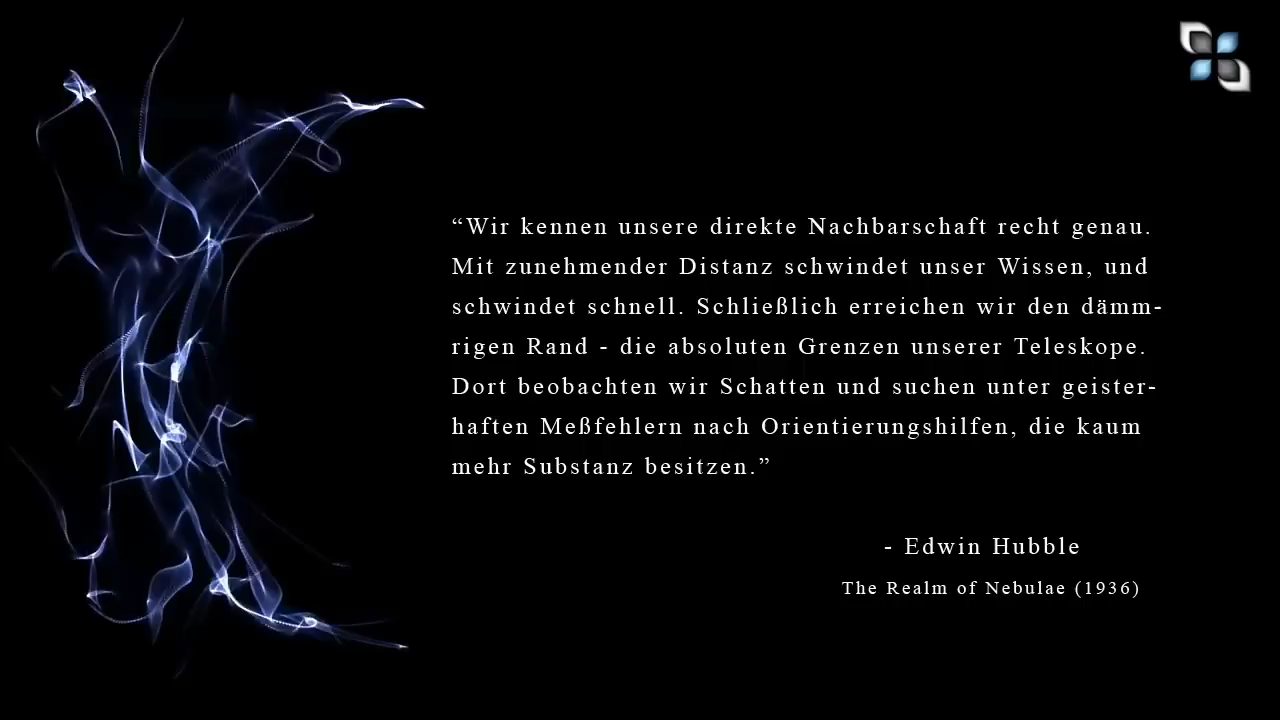 “Wir kennen unsere direkte Nachbarschaft recht genau.
Mit zunehmender Distanz schwindet unser Wissen, und
schwindet schnell. Schließlich erreichen wir den dämm-
rigen Rand - die absoluten Grenzen unserer Teleskope.
Dort beobachten wir Schatten und suchen unter geister-
haften Meßfehlern nach Orientierungshilfen, die kaum
mehr Substanz besitzen.”
- Edwin Hubble
The Realm of Nebulae (1936)